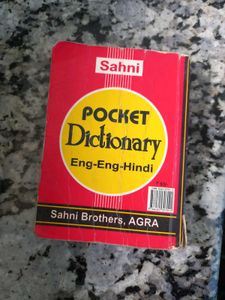 Sahni
POCKET
Dictionary
Eng-Eng-Hindi
Sahni Brothers, AGRA